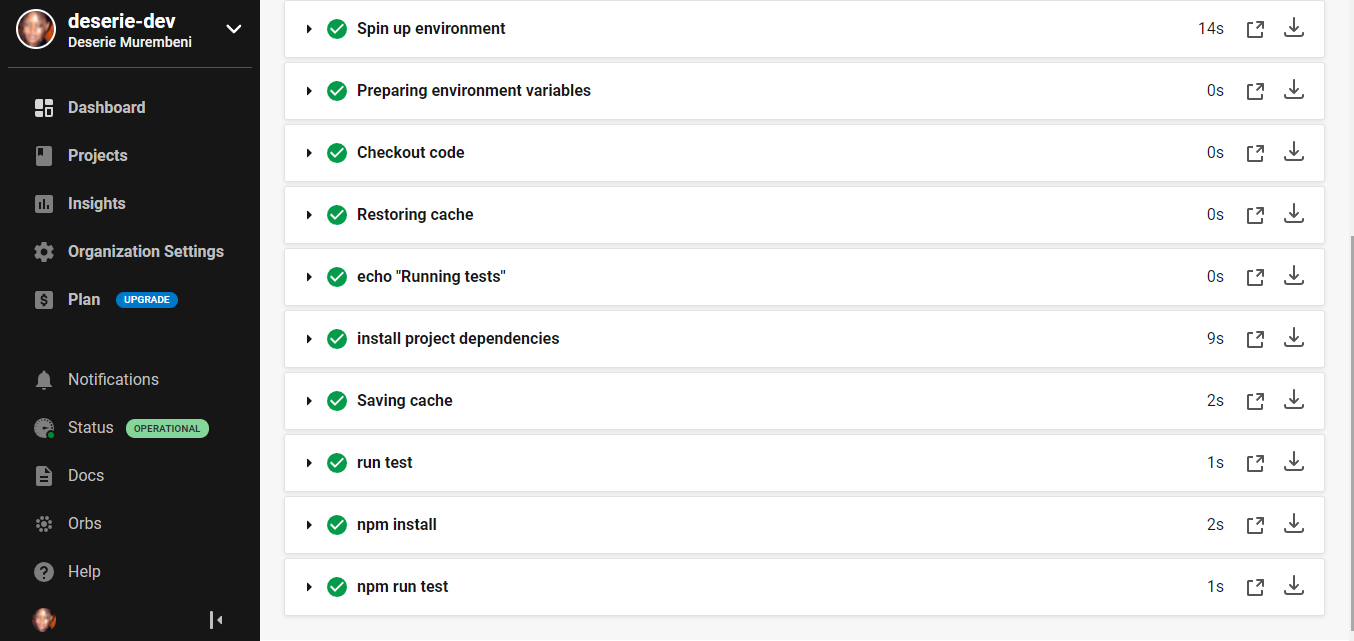 deserie-dev
Deserie Murembeni
Dashboard
Projects
Insights
Organization Settings
Plan UPGRADE
Notifications
Status OPERATIONAL
Docs
Orbs
Help
Spin up environment 14s
Preparing environment variables 0s
Checkout code 0s
Restoring cache 0s
echo "Running tests" 0s
install project dependencies 9s
Saving cache 2s
run test 1s
npm install 2s
npm run test 1s